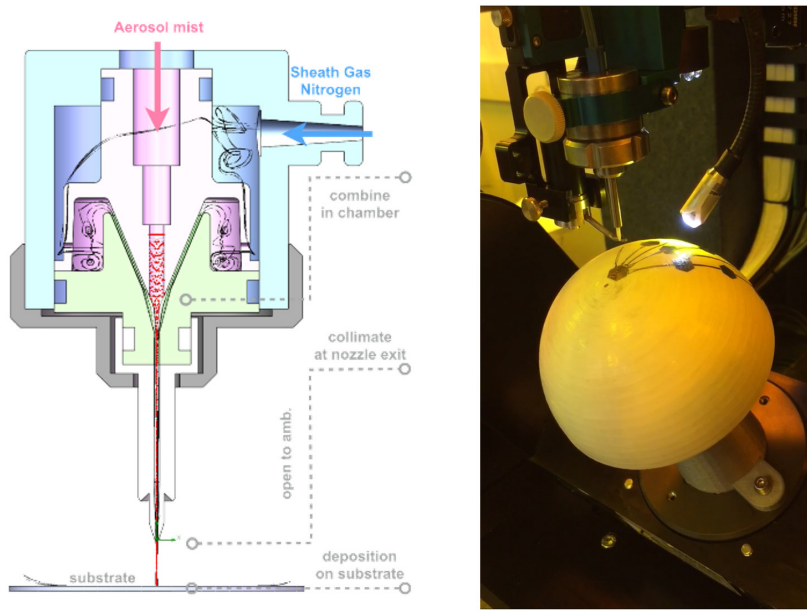 Aerosol mist
Sheath Gas
Nitrogen
combine
in chamber
collimate
at nozzle exit
open to amb.
deposition
on substrate
substrate